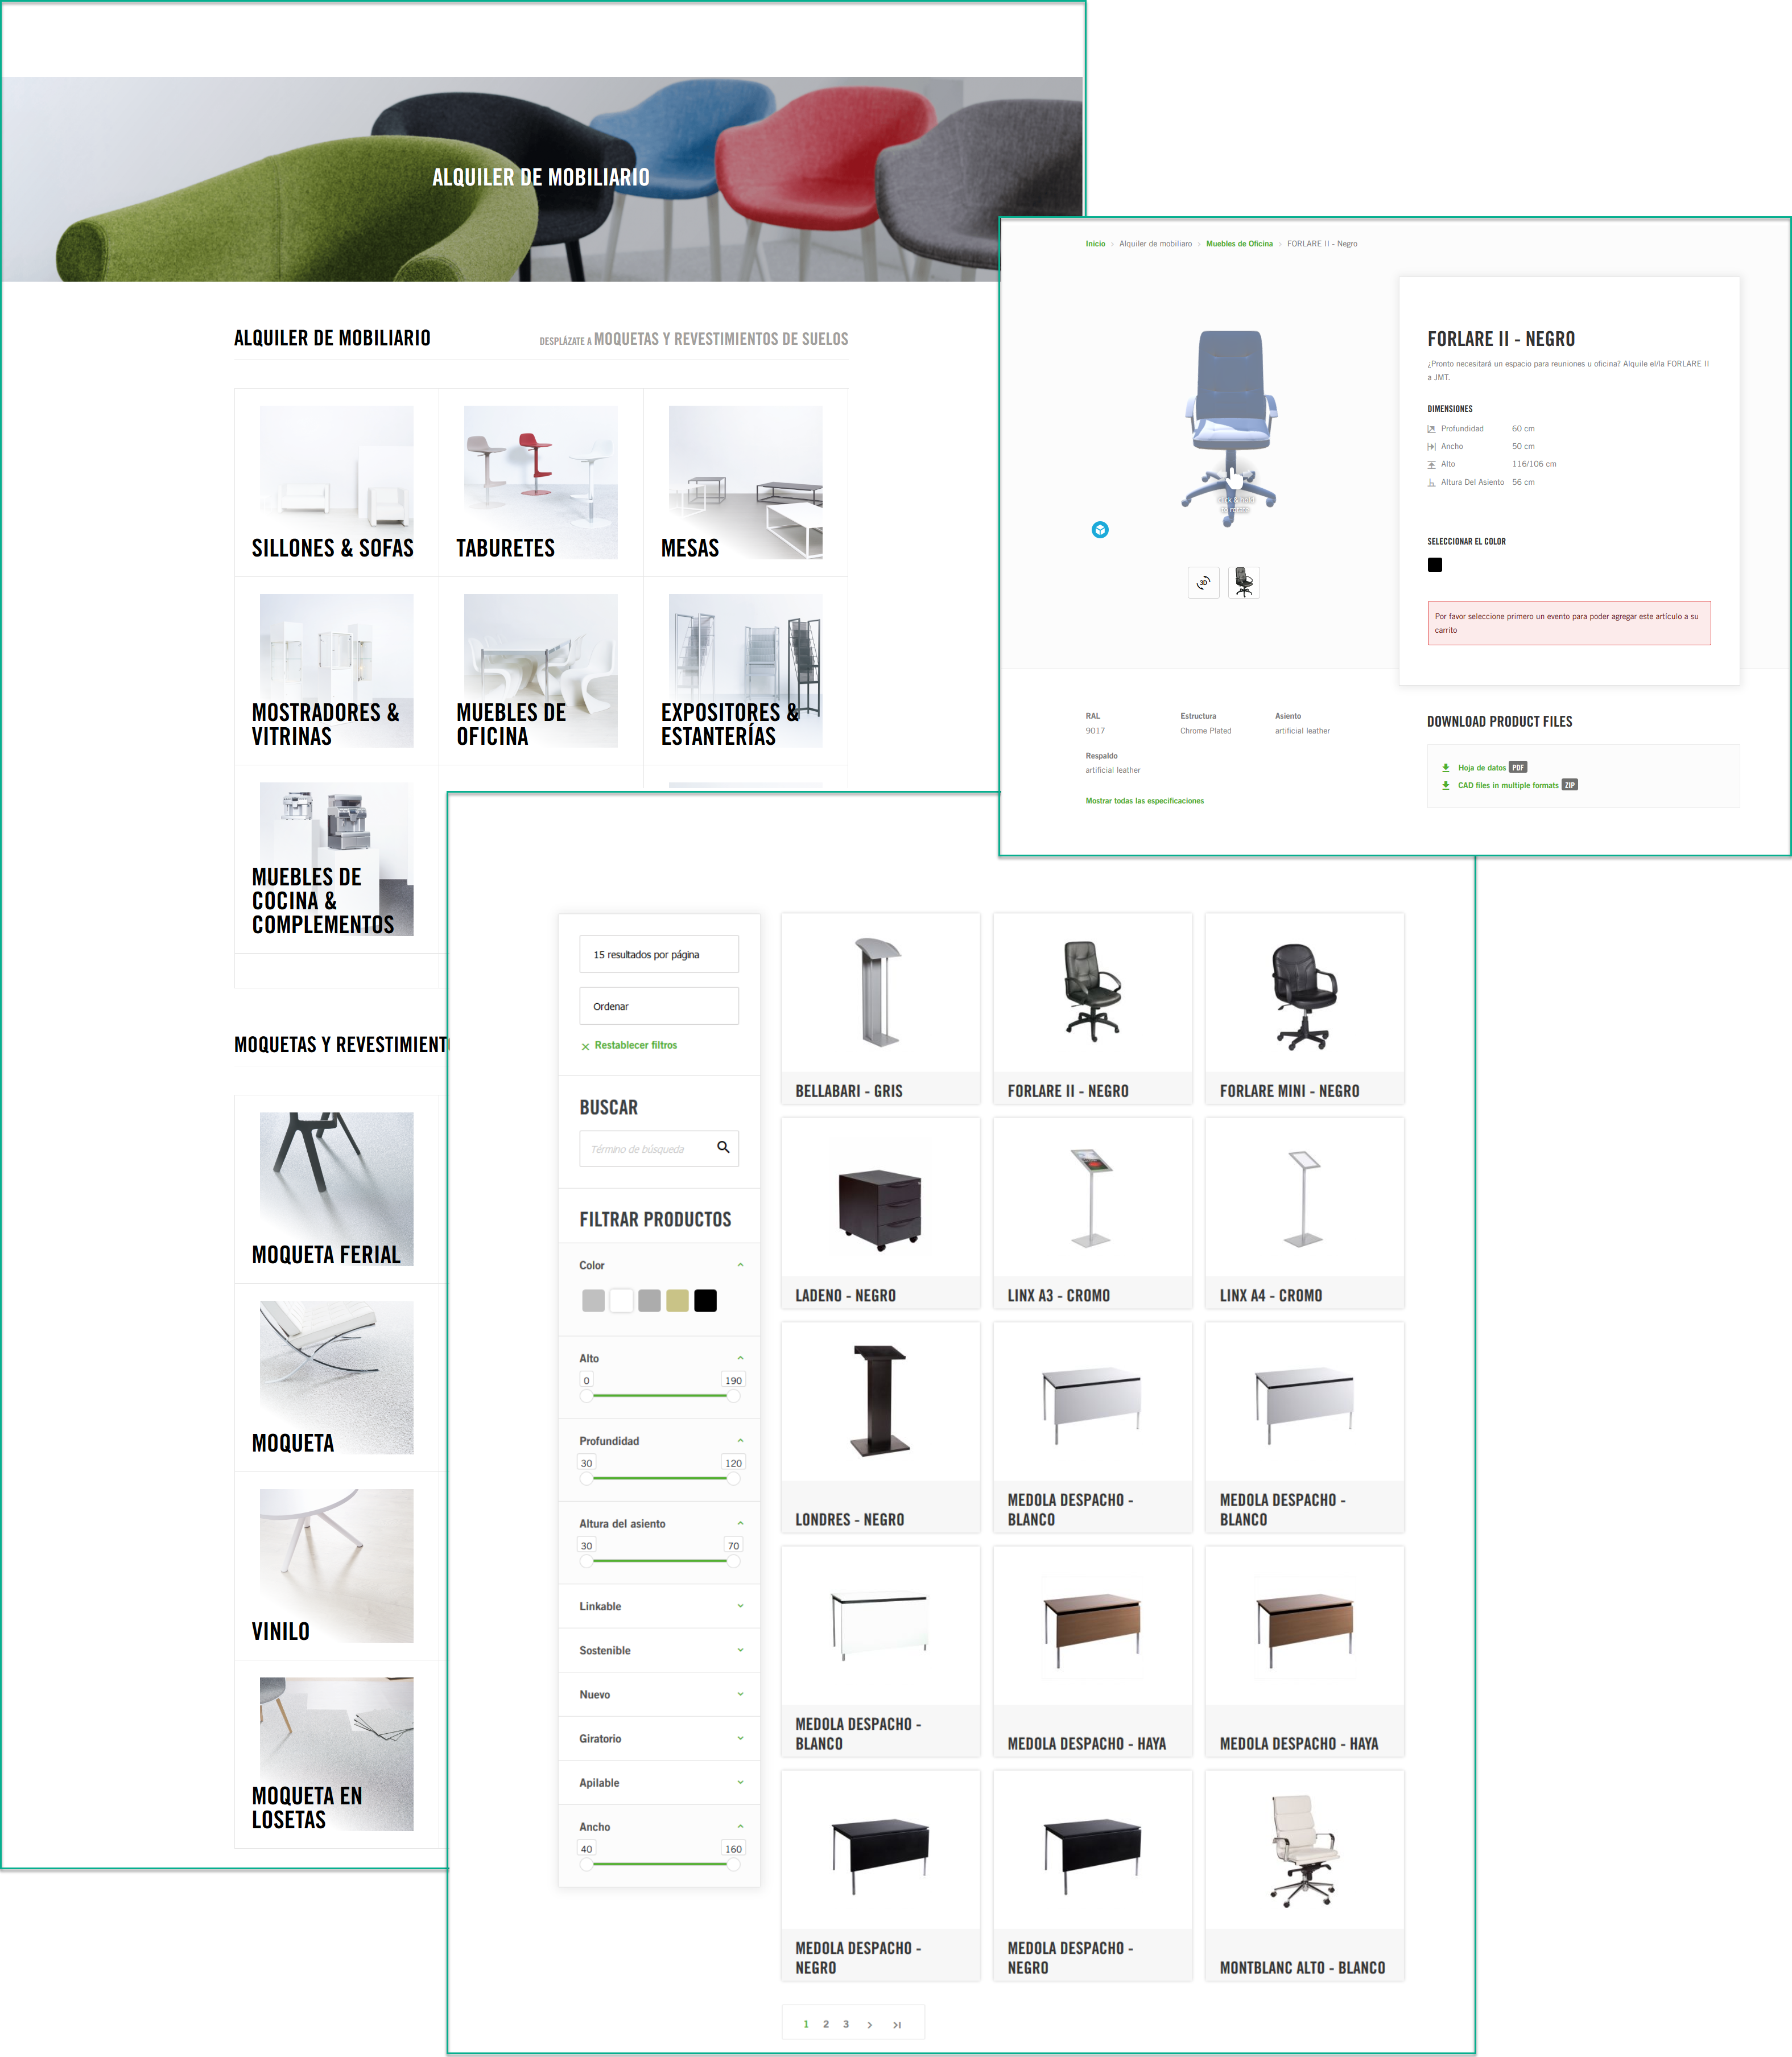 ALQUILER DE MOBILIARIO
ALQUILER DE MOBILIARIO
DESPLÁZATE A MOQUETAS Y REVESTIMIENTOS DE SUELOS
SILLONES & SOFAS
TABURETES
MESAS
MOSTRADORES &
VITRINAS
MUEBLES DE
OFICINA
EXPOSITORES &
ESTANTERÍAS
MUEBLES DE
COCINA &
COMPLEMENTOS
MOQUETAS Y REVESTIMIENT
MOQUETA FERIAL
MOQUETA
VINILO
MOQUETA EN
LOSETAS
Inicio › Alquiler de mobiliaro › Muebles de Oficina › FORLARE II - Negro
click & hold
to rotate
3D
FORLARE II - NEGRO
¿Pronto necesitará un espacio para reuniones u oficina? Alquile el/la FORLARE II
a JMT.
DIMENSIONES
Profundidad 60 cm
Ancho 50 cm
Alto 116/106 cm
Altura Del Asiento 56 cm
SELECCIONAR EL COLOR
Por favor seleccione primero un evento para poder agregar este artículo a su
carrito
RAL
9017
Estructura
Chrome Plated
Asiento
artificial leather
Respaldo
artificial leather
Mostrar todas las especificaciones
DOWNLOAD PRODUCT FILES
Hoja de datos PDF
CAD files in multiple formats ZIP
15 resultados por página
Ordenar
× Restablecer filtros
BUSCAR
Término de búsqueda
FILTRAR PRODUCTOS
Color
Alto
0 190
Profundidad
30 120
Altura del asiento
30 70
Linkable
Sostenible
Nuevo
Giratorio
Apilable
Ancho
40 160
BELLABARI - GRIS
FORLARE II - NEGRO
FORLARE MINI - NEGRO
LADENO - NEGRO
LINX A3 - CROMO
LINX A4 - CROMO
LONDRES - NEGRO
MEDOLA DESPACHO -
BLANCO
MEDOLA DESPACHO -
BLANCO
MEDOLA DESPACHO -
BLANCO
MEDOLA DESPACHO - HAYA
MEDOLA DESPACHO - HAYA
MEDOLA DESPACHO -
NEGRO
MEDOLA DESPACHO -
NEGRO
MONTBLANC ALTO - BLANCO
1 2 3 › ›I